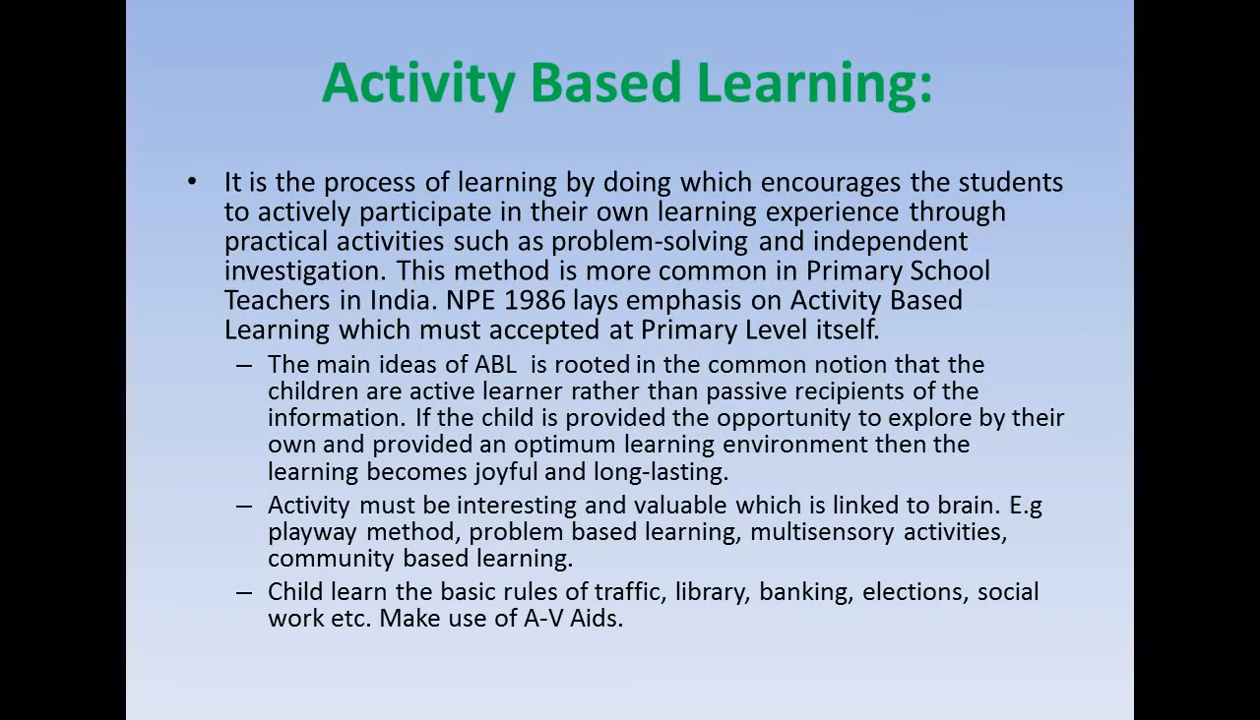 Activity Based Learning:
• It is the process of learning by doing which encourages the students
to actively participate in their own learning experience through
practical activities such as problem-solving and independent
investigation. This method is more common in Primary School
Teachers in India. NPE 1986 lays emphasis on Activity Based
Learning which must accepted at Primary Level itself.
– The main ideas of ABL is rooted in the common notion that the
children are active learner rather than passive recipients of the
information. If the child is provided the opportunity to explore by their
own and provided an optimum learning environment then the
learning becomes joyful and long-lasting.
– Activity must be interesting and valuable which is linked to brain. E.g
playway method, problem based learning, multisensory activities,
community based learning.
– Child learn the basic rules of traffic, library, banking, elections, social
work etc. Make use of A-V Aids.